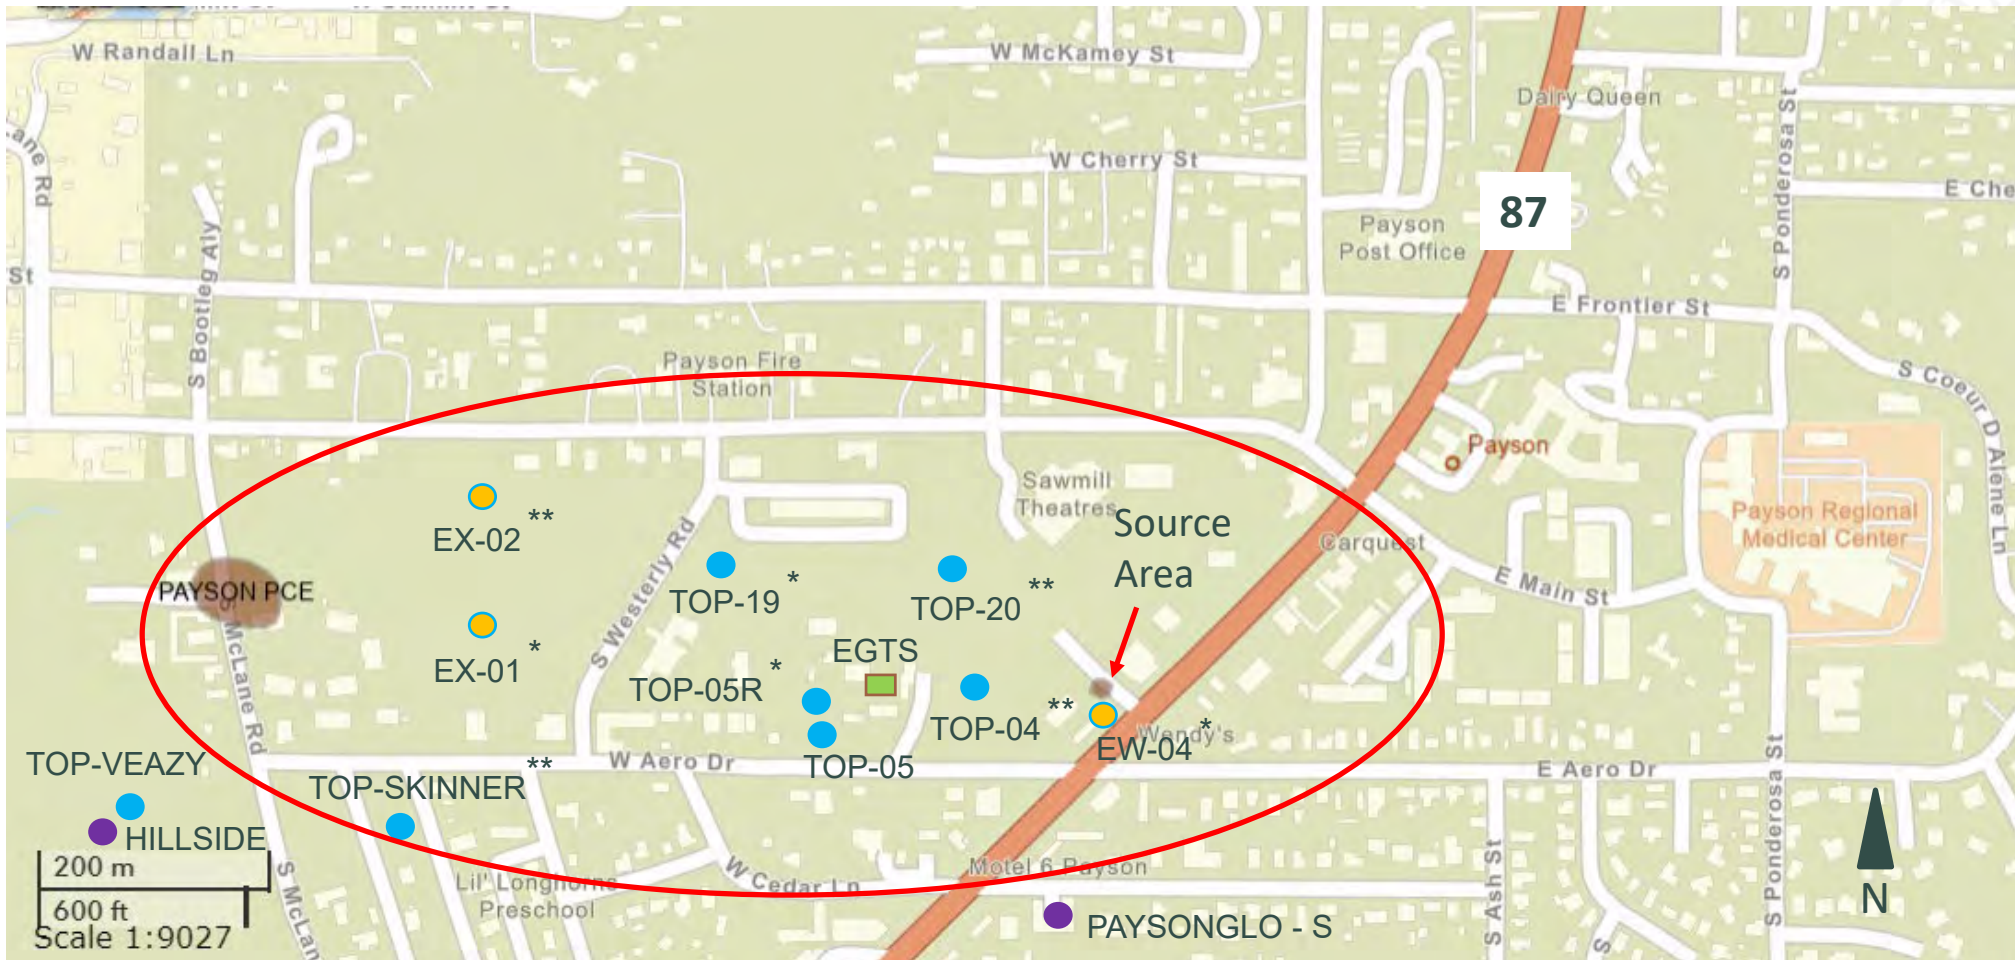 W Randall Ln
W McKamey St
Dairy Queen
Lane Rd
S Ponderosa St
W Cherry St
E Che
87
Payson
Post Office
S Bootleg Aly
St
E Frontier St
Payson Fire
Station
S Coeur D Alene Ln
Payson
Sawmill
Theatres
Source
Area
EX-02 **
Carquest
Payson Regional
Medical Center
S Westerly Rd
TOP-19 *
TOP-20 **
E Main St
PAYSON PCE
EX-01 *
EGTS
TOP-05R *
TOP-04 **
EW-04 *
Wendy's
S McLane Rd
TOP-05
W Aero Dr
E Aero Dr
TOP-VEAZY
TOP-SKINNER **
HILLSIDE
S Ponderosa St
S Ash St
200 m
600 ft
Scale 1:9027
S McLan
Lil' Longhorns
Preschool
W Cedar Ln
Motel 6 Payson
PAYSONGLO - S
S
N